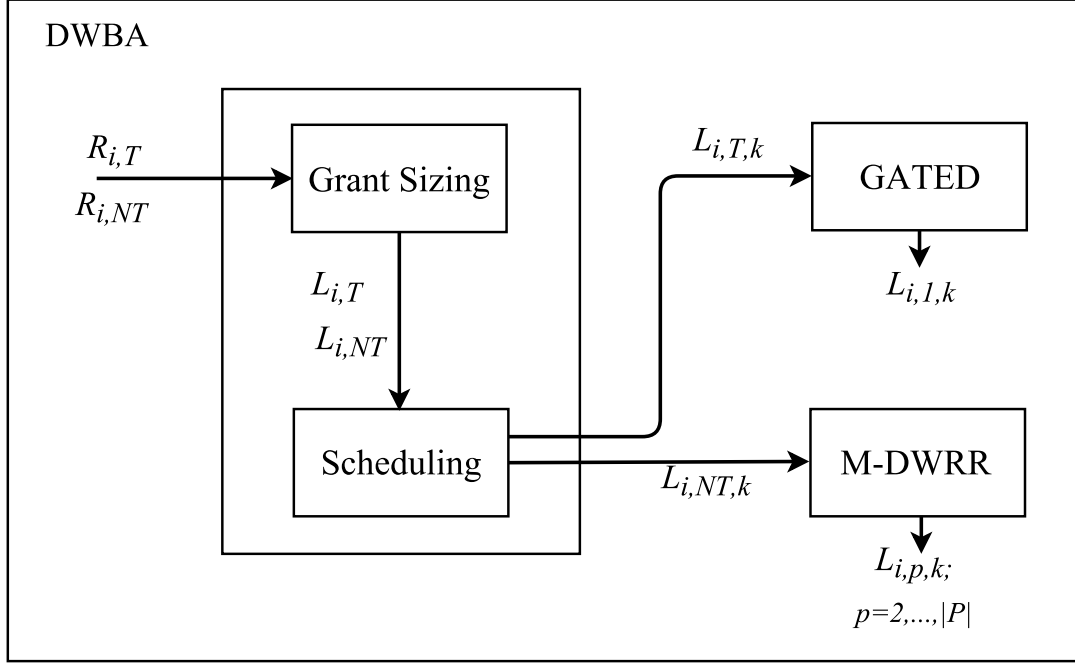 DWBA
R_{i,T}
R_{i,NT}
Grant Sizing
L_{i,T}
L_{i,NT}
Scheduling
L_{i,T,k}
GATED
L_{i,1,k}
L_{i,NT,k}
M-DWRR
L_{i,p,k;}
p=2,...,|P|